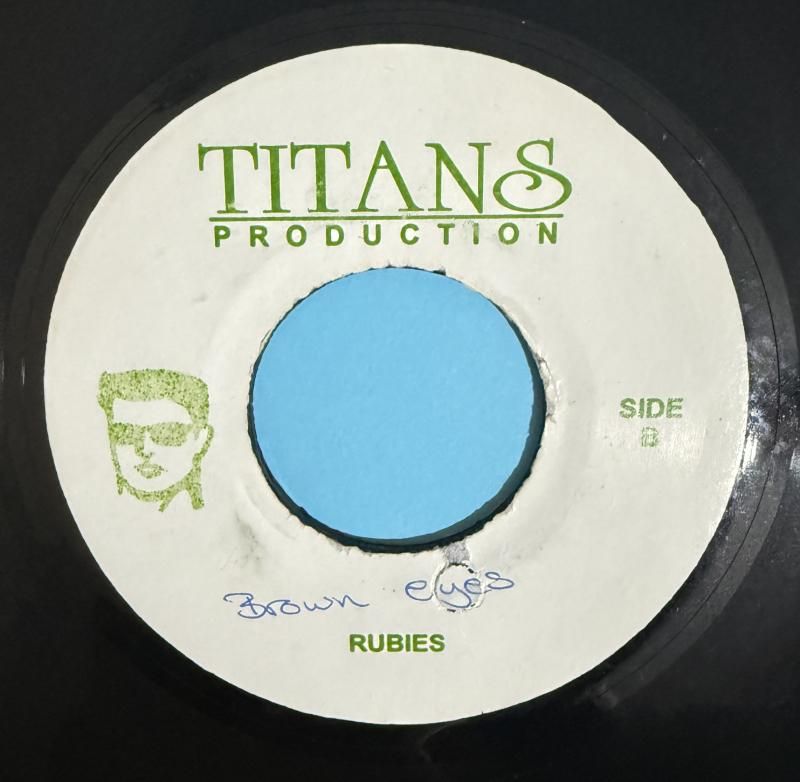 TITANS
PRODUCTION
SIDE
B
Brown eyes
RUBIES